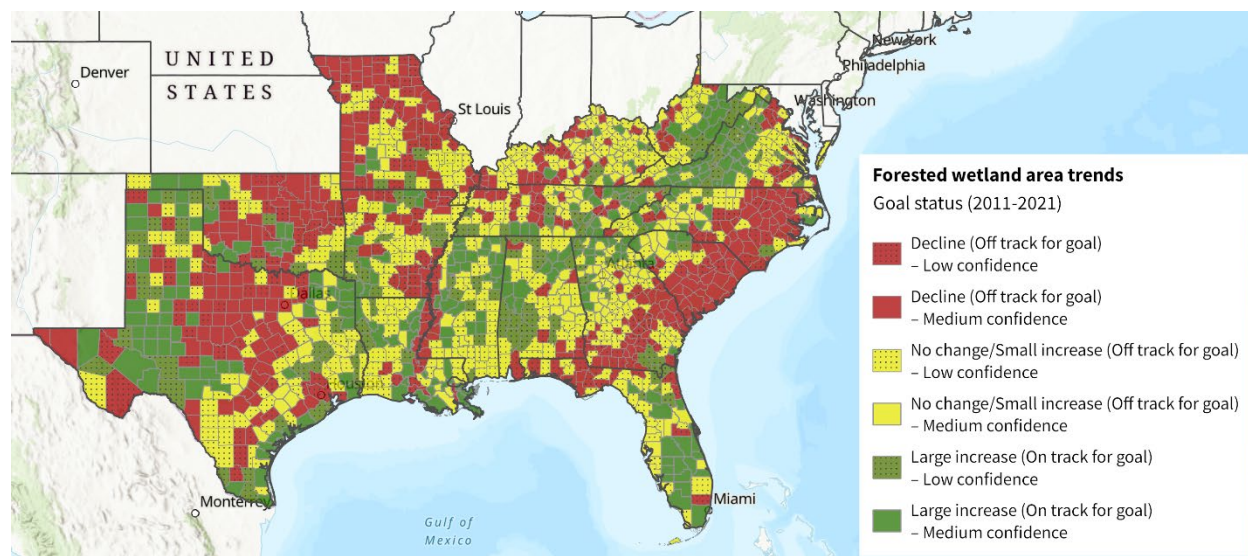 New York
Denver
UNITED
STATES
Philadelphia
St Louis
Washington
Forested wetland area trends
Goal status (2011-2021)
Decline (Off track for goal)
– Low confidence
Decline (Off track for goal)
– Medium confidence
No change/Small increase (Off track for goal)
– Low confidence
No change/Small increase (Off track for goal)
– Medium confidence
Large increase (On track for goal)
– Low confidence
Large increase (On track for goal)
– Medium confidence
Atlanta
Dallas
Houston
Monterrey
Miami
Gulf of
Mexico